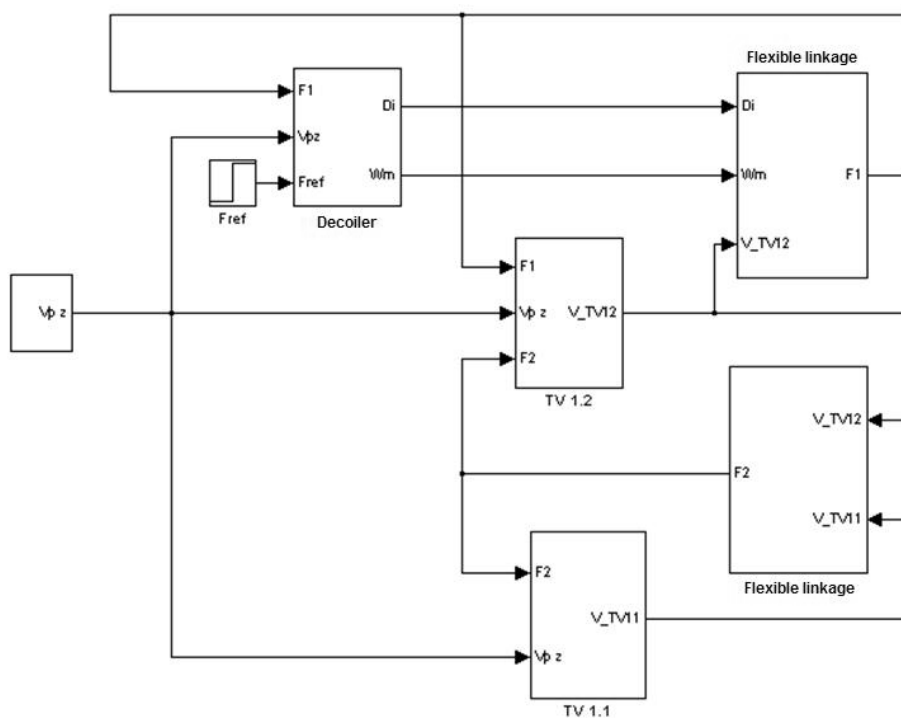 Flexible linkage
F1
Vpz
Fref
Di
Wm
Decoiler
Fref
Di
Wm
V_TV12
F1
Vp z
F1
Vp z
F2
V_TV12
TV 1.2
V_TV12
F2
V_TV11
Flexible linkage
F2
V_TV11
Vp z
TV 1.1